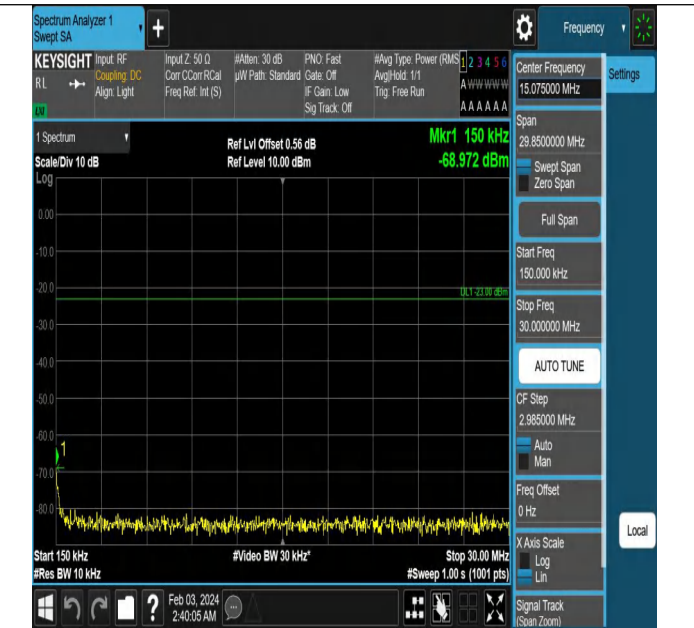 Spectrum Analyzer 1
Swept SA
+
Frequency
KEYSIGHT
RL
LXI
Input: RF
Coupling: DC
Align: Light
Input Z: 50 Ω
Corr CCorr RCal
Freq Ref: Int (S)
#Atten: 30 dB
µW Path: Standard
PNO: Fast
Gate: Off
IF Gain: Low
Sig Track: Off
#Avg Type: Power (RMS
Avg|Hold: 1/1
Trig: Free Run
1 2 3 4 5 6
A W W W W W
A A A A A A
1 Spectrum
Scale/Div 10 dB
Ref Lvl Offset 0.56 dB
Ref Level 10.00 dBm
Mkr1 150 kHz
-68.972 dBm
Log
0.00
-10.0
-20.0
-30.0
-40.0
-50.0
-60.0
-70.0
-80.0
DL1 -23.00 dBm
1
Start 150 kHz
#Res BW 10 kHz
#Video BW 30 kHz*
Stop 30.00 MHz
#Sweep 1.00 s (1001 pts)
Center Frequency
15.075000 MHz
Settings
Span
29.8500000 MHz
Swept Span
Zero Span
Full Span
Start Freq
150.000 kHz
Stop Freq
30.000000 MHz
AUTO TUNE
CF Step
2.985000 MHz
Auto
Man
Freq Offset
0 Hz
X Axis Scale
Log
Lin
Signal Track
(Span Zoom)
Local
?
Feb 03, 2024
2:40:05 AM